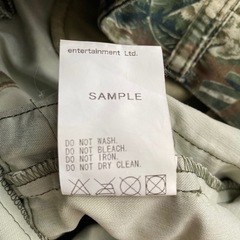 entertainment Ltd.
SAMPLE
DO NOT WASH.
DO NOT BLEACH.
DO NOT IRON.
DO NOT DRY CLEAN.